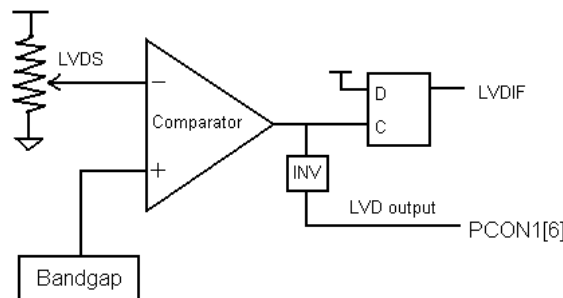 LVDS
−
Comparator
+
D
LVDIF
C
INV
LVD output
PCON1[6]
Bandgap